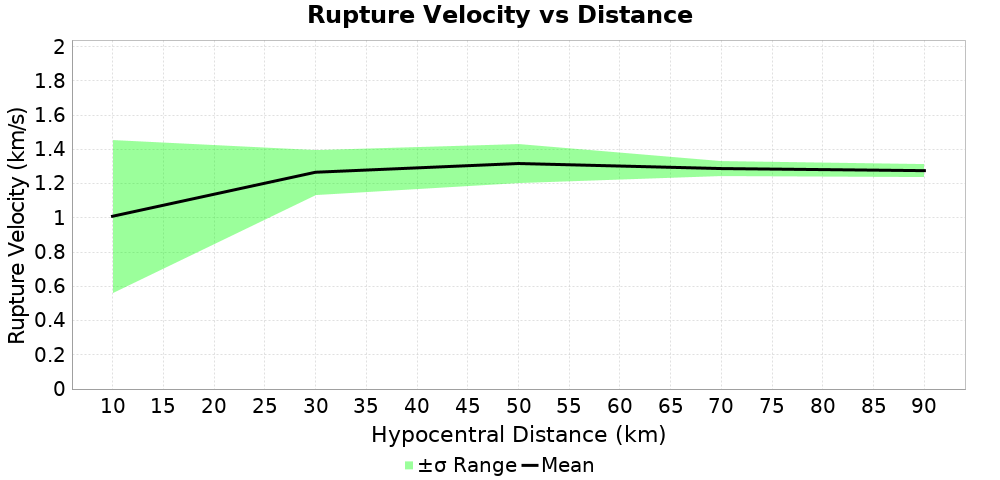 Rupture Velocity vs Distance
Rupture Velocity (km/s)
2
1.8
1.6
1.4
1.2
1
0.8
0.6
0.4
0.2
0
10 15 20 25 30 35 40 45 50 55 60 65 70 75 80 85 90
Hypocentral Distance (km)
±σ Range Mean